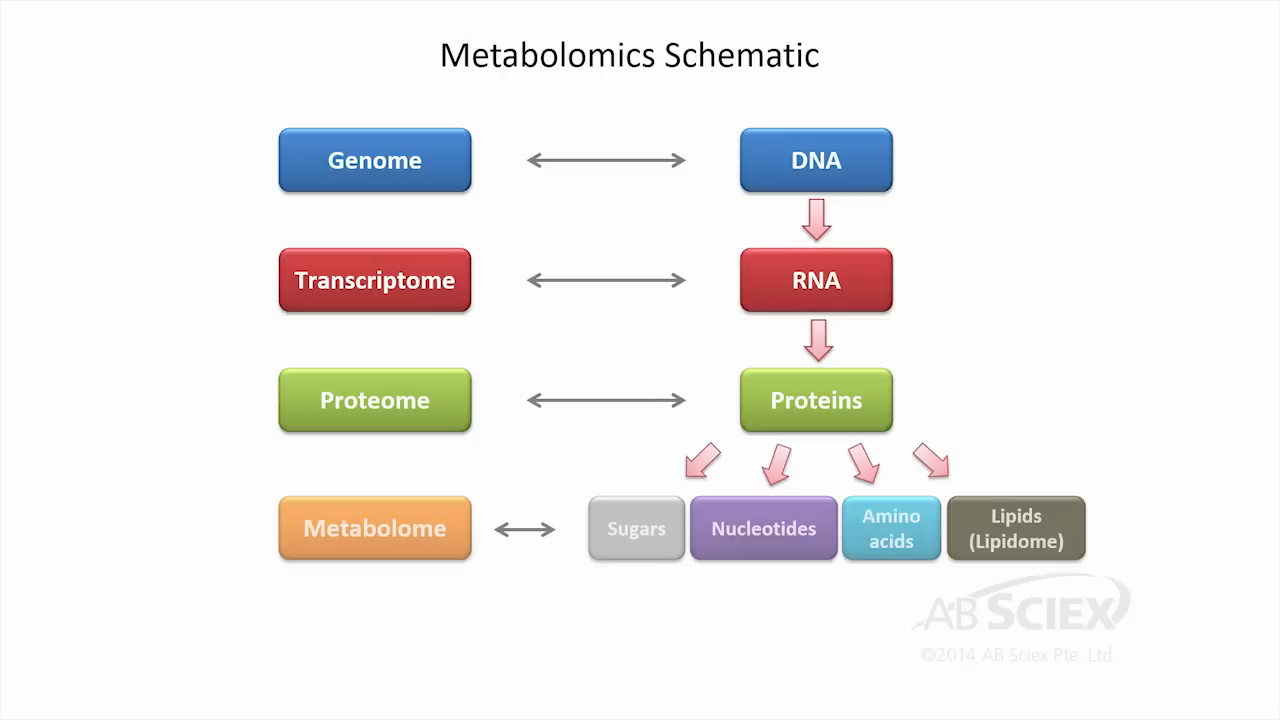 Metabolomics Schematic
Genome
DNA
Transcriptome
RNA
Proteome
Proteins
Metabolome
Sugars
Nucleotides
Amino
acids
Lipids
(Lipidome)
AB SCIEX
©2014 AB Sciex Pte. Ltd.